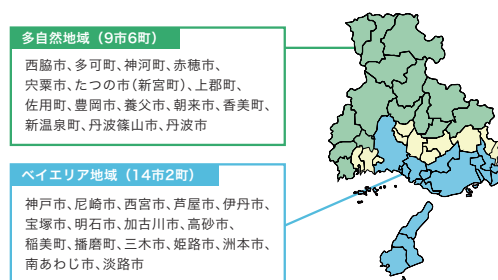 多自然地域（9市6町）
西脇市、多可町、神河町、赤穂市、
宍粟市、たつの市（新宮町）、上郡町、
佐用町、豊岡市、養父市、朝来市、香美町、
新温泉町、丹波篠山市、丹波市
ベイエリア地域（14市2町）
神戸市、尼崎市、西宮市、芦屋市、伊丹市、
宝塚市、明石市、加古川市、高砂市、
稲美町、播磨町、三木市、姫路市、洲本市、
南あわじ市、淡路市